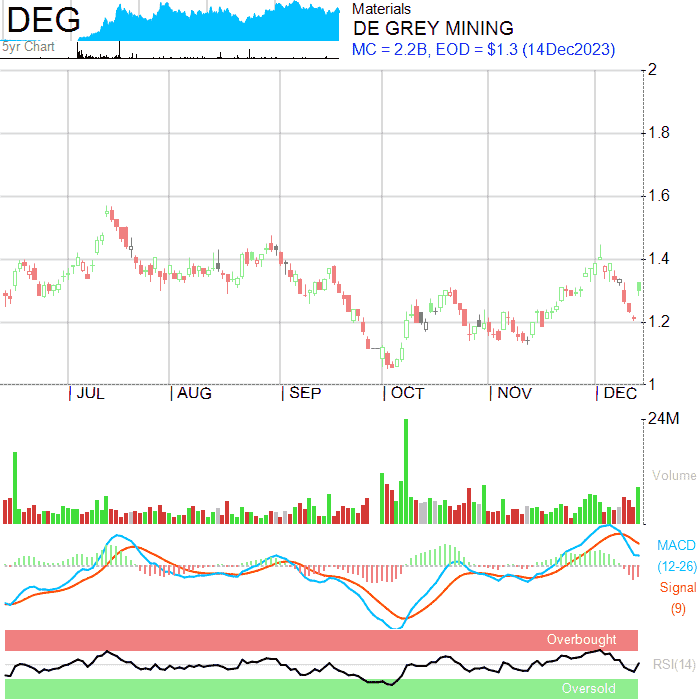 DEG
5yr Chart
Materials
DE GREY MINING
MC = 2.2B, EOD = $1.3 (14Dec2023)
2
1.8
1.6
1.4
1.2
1
JUL AUG SEP OCT NOV DEC
24M
Volume
MACD
(12-26)
Signal
(9)
Overbought
RSI(14)
Oversold